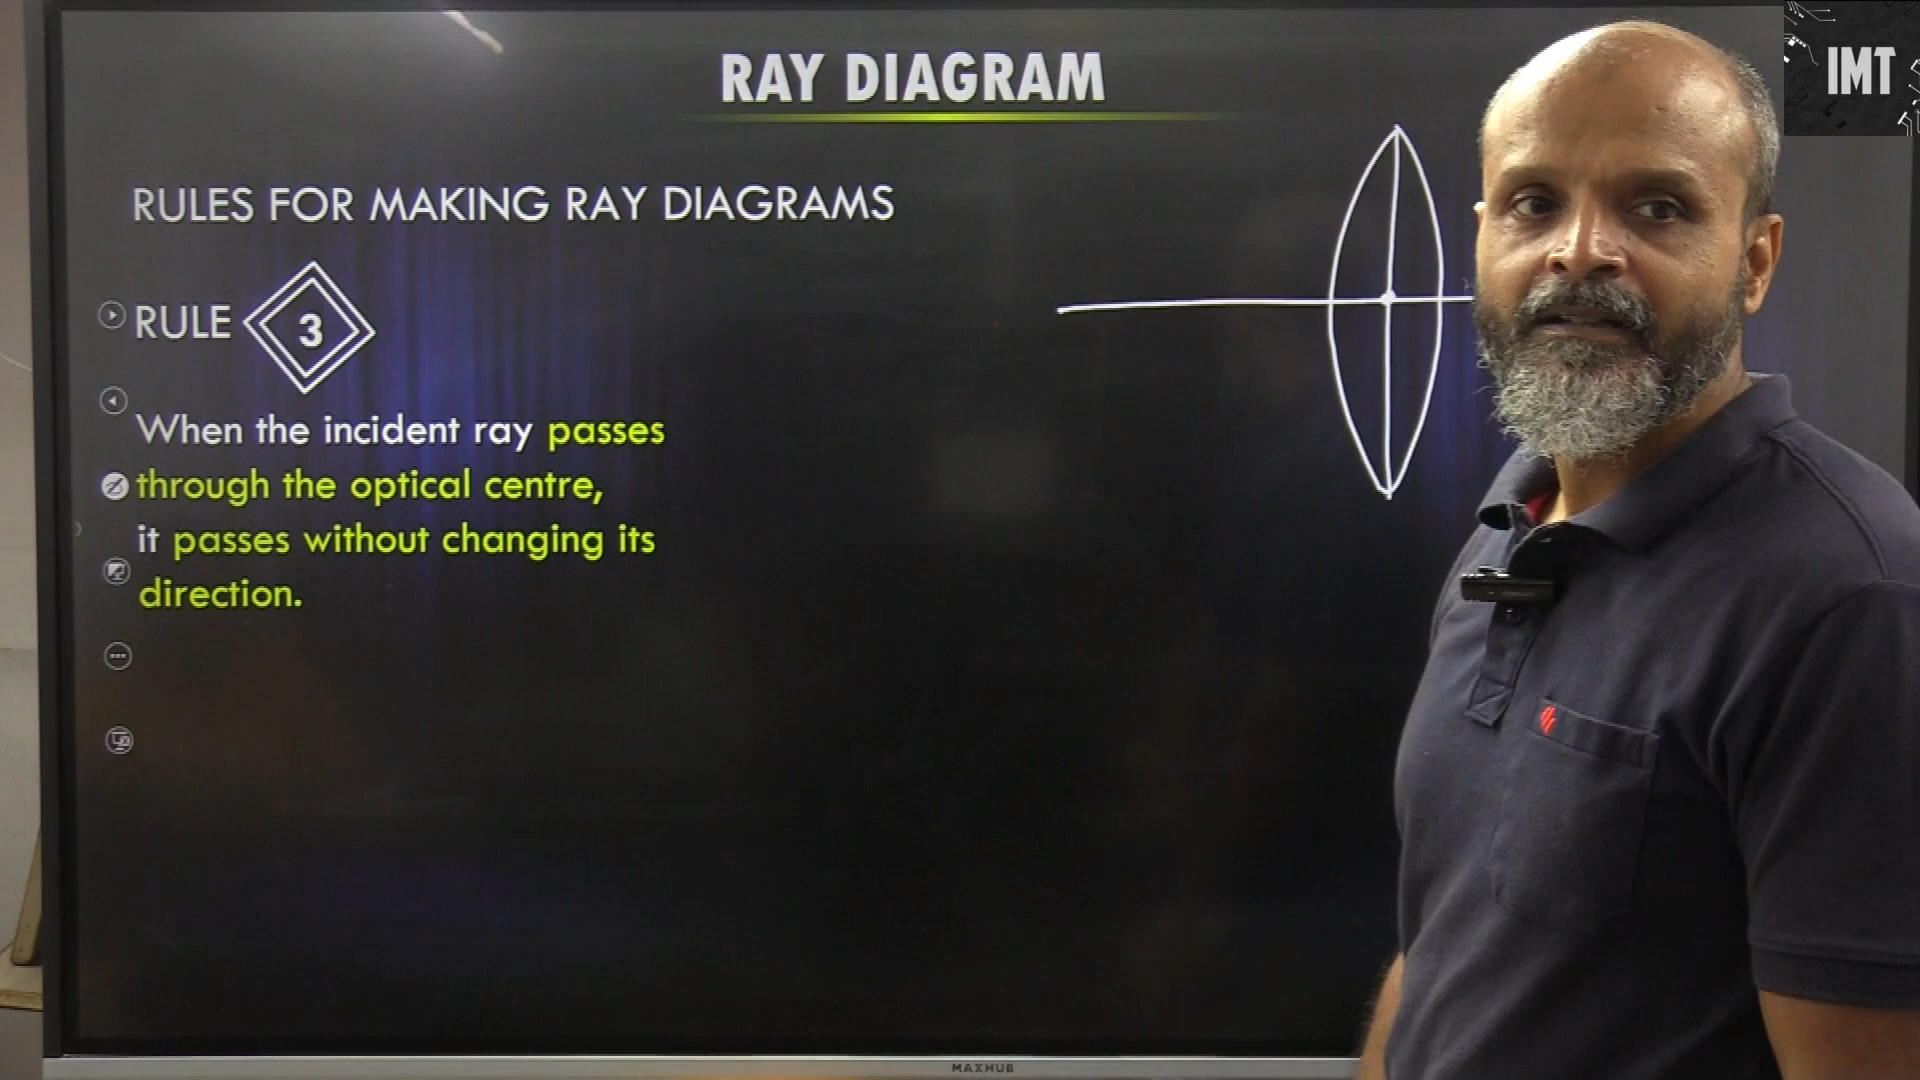 IMT
RAY DIAGRAM
RULES FOR MAKING RAY DIAGRAMS
RULE 3
When the incident ray passes
through the optical centre,
it passes without changing its
direction.
MAXHUB